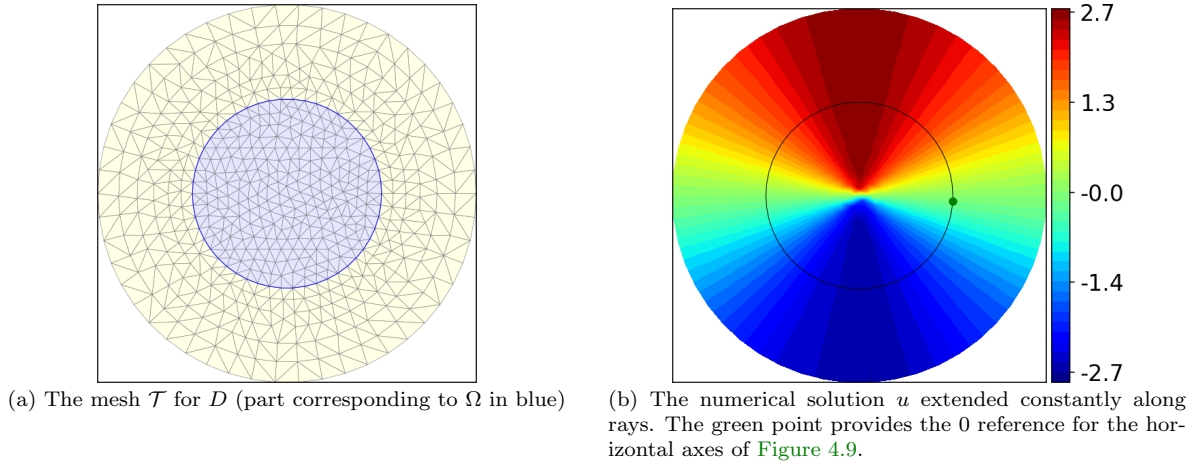 2.7
1.3
-0.0
-1.4
-2.7
(a) The mesh 𝒯 for D (part corresponding to Ω in blue)
(b) The numerical solution u extended constantly along
rays. The green point provides the 0 reference for the hor-
izontal axes of Figure 4.9.